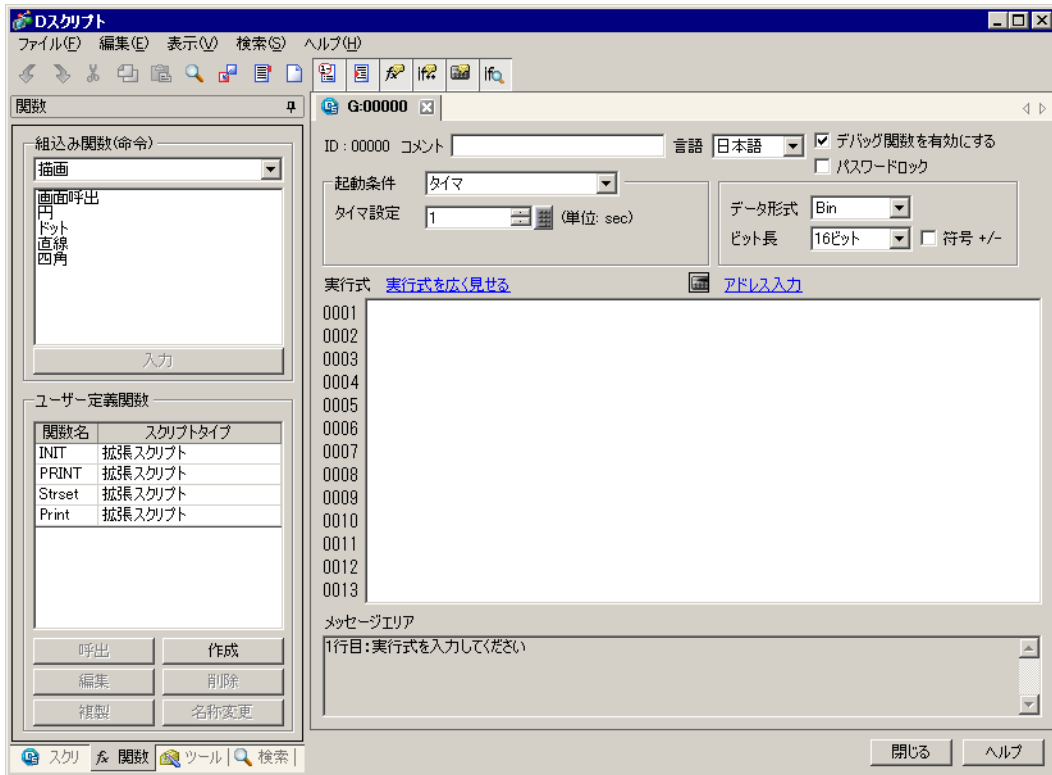 Dスクリプト
ファイル(F) 編集(E) 表示(V) 検索(S) ヘルプ(H)
関数
組込み関数(命令)
描画
画面呼出
円
ドット
直線
四角
入力
ユーザー定義関数
関数名 スクリプトタイプ
INIT 拡張スクリプト
PRINT 拡張スクリプト
Strset 拡張スクリプト
Print 拡張スクリプト
呼出 作成
編集 削除
複製 名称変更
スクリ 関数 ツール 検索
G:00000
ID : 00000 コメント 言語 日本語 デバッグ関数を有効にする
パスワードロック
起動条件 タイマ
タイマ設定 1 (単位: sec)
データ形式 Bin
ビット長 16ビット 符号 +/-
実行式 実行式を広く見せる アドレス入力
0001
0002
0003
0004
0005
0006
0007
0008
0009
0010
0011
0012
0013
メッセージエリア
1行目:実行式を入力してください
閉じる ヘルプ